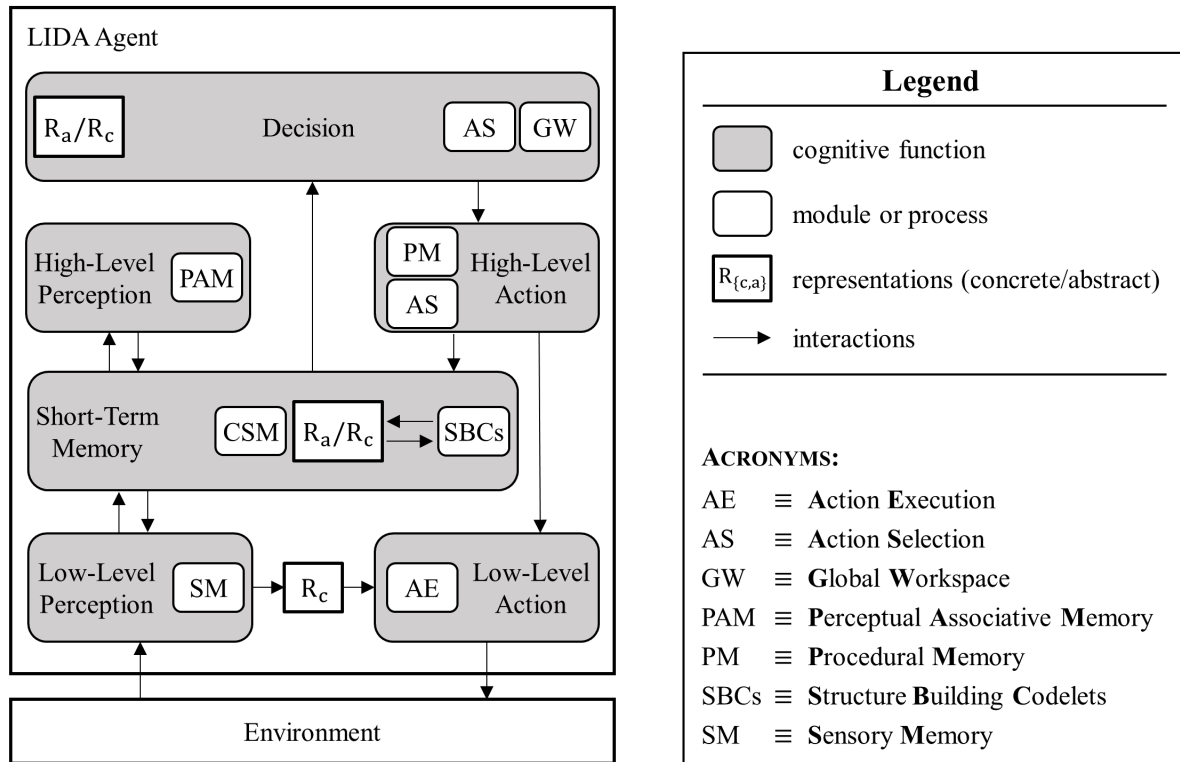 LIDA Agent
Rₐ/R꜀
Decision
AS
GW
High-Level
Perception
PAM
PM
AS
High-Level
Action
Short-Term
Memory
CSM
Rₐ/R꜀
SBCs
Low-Level
Perception
SM
R꜀
AE
Low-Level
Action
Environment
Legend
cognitive function
module or process
R{c,a} representations (concrete/abstract)
interactions
ACRONYMS:
AE ≡ Action Execution
AS ≡ Action Selection
GW ≡ Global Workspace
PAM ≡ Perceptual Associative Memory
PM ≡ Procedural Memory
SBCs ≡ Structure Building Codelets
SM ≡ Sensory Memory